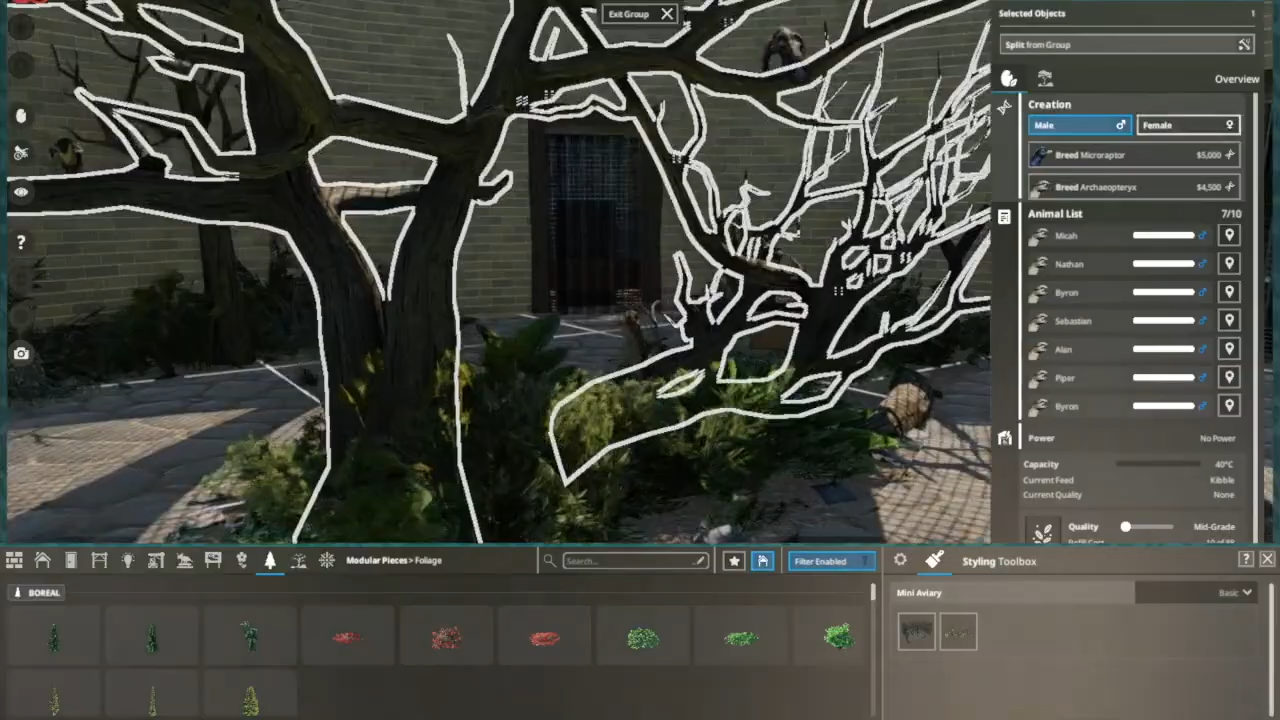 Exit Group
Selected Objects 1
Split from Group
Overview
Creation
Male Female
Breed Microraptor $5,000
Breed Archaeopteryx $4,500
Animal List 7/10
Micah
Nathan
Byron
Sebastian
Alan
Piper
Byron
Power No Power
Capacity 40°C
Current Feed Kibble
Current Quality None
Quality Mid-Grade
?
Modular Pieces > Foliage
Search...
Filter Enabled
Styling Toolbox
?
BOREAL
Mini Aviary
Basic